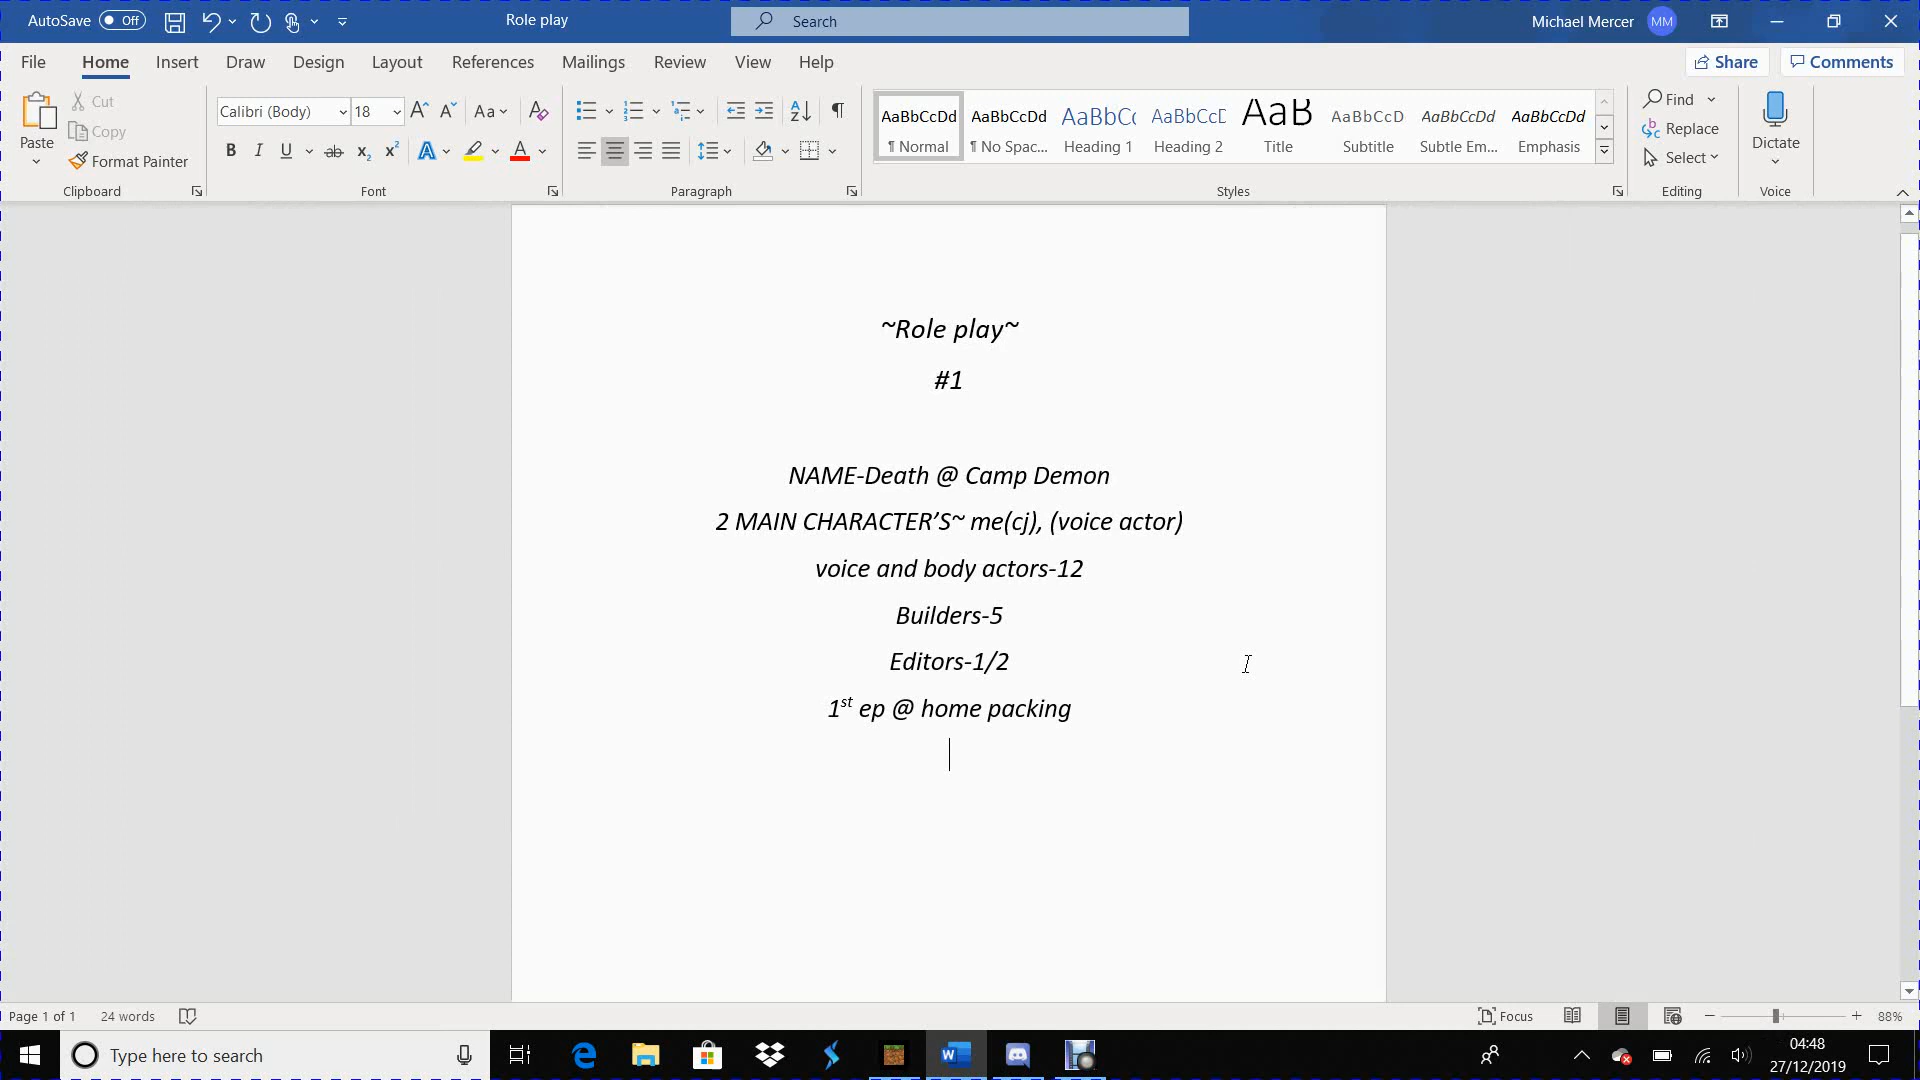 AutoSave Off
Role play
Search
Michael Mercer MM
File Home Insert Draw Design Layout References Mailings Review View Help
Share Comments
Paste
Cut
Copy
Format Painter
Clipboard
Calibri (Body) 18
Font
Paragraph
AaBbCcDd AaBbCcDd AaBbCc AaBbCcD AaB AaBbCcD AaBbCcDd AaBbCcDd
¶ Normal ¶ No Spac... Heading 1 Heading 2 Title Subtitle Subtle Em... Emphasis
Styles
Find
Replace
Select
Editing
Dictate
Voice
~Role play~
#1
NAME-Death @ Camp Demon
2 MAIN CHARACTER’S~ me(cj), (voice actor)
voice and body actors-12
Builders-5
Editors-1/2
1st ep @ home packing
Page 1 of 1 24 words
Focus
88%
Type here to search
04:48
27/12/2019